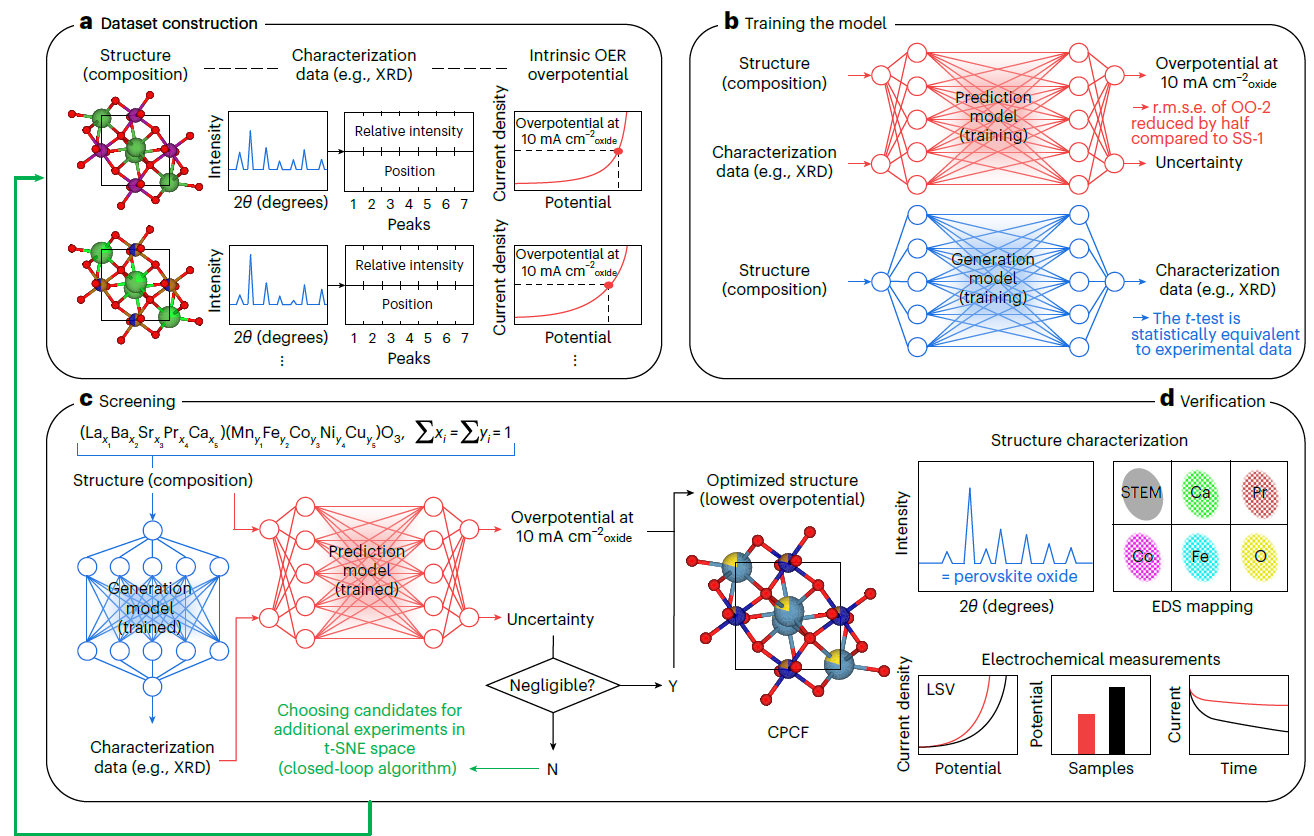 a Dataset construction
Structure
(composition)
Characterization
data (e.g., XRD)
Intrinsic OER
overpotential
Intensity
2θ (degrees)
Relative intensity
Position
1 2 3 4 5 6 7
Peaks
Current density
Overpotential at
10 mA cm⁻²oxide
Potential
Intensity
2θ (degrees)
⋮
Relative intensity
Position
1 2 3 4 5 6 7
Peaks
Current density
Overpotential at
10 mA cm⁻²oxide
Potential
⋮
b Training the model
Structure
(composition)
Characterization
data (e.g., XRD)
Prediction
model
(training)
Overpotential at
10 mA cm⁻²oxide
→ r.m.s.e. of OO-2
reduced by half
compared to SS-1
Uncertainty
Structure
(composition)
Generation
model
(training)
Characterization
data (e.g., XRD)
→ The t-test is
statistically equivalent
to experimental data
c Screening
(Laₓ₁Baₓ₂Srₓ₃Prₓ₄Caₓ₅)(Mny₁Fey₂Coy₃Niy₄Cuy₅)O₃, ∑xᵢ = ∑yᵢ = 1
Structure (composition)
Generation
model
(trained)
Characterization
data (e.g., XRD)
Prediction
model
(trained)
Overpotential at
10 mA cm⁻²oxide
Uncertainty
Negligible?
Y
N
Choosing candidates for
additional experiments in
t-SNE space
(closed-loop algorithm)
Optimized structure
(lowest overpotential)
CPCF
d Verification
Structure characterization
Intensity
= perovskite oxide
2θ (degrees)
STEM Ca Pr
Co Fe O
EDS mapping
Electrochemical measurements
Current density
LSV
Potential
Potential
Samples
Current
Time